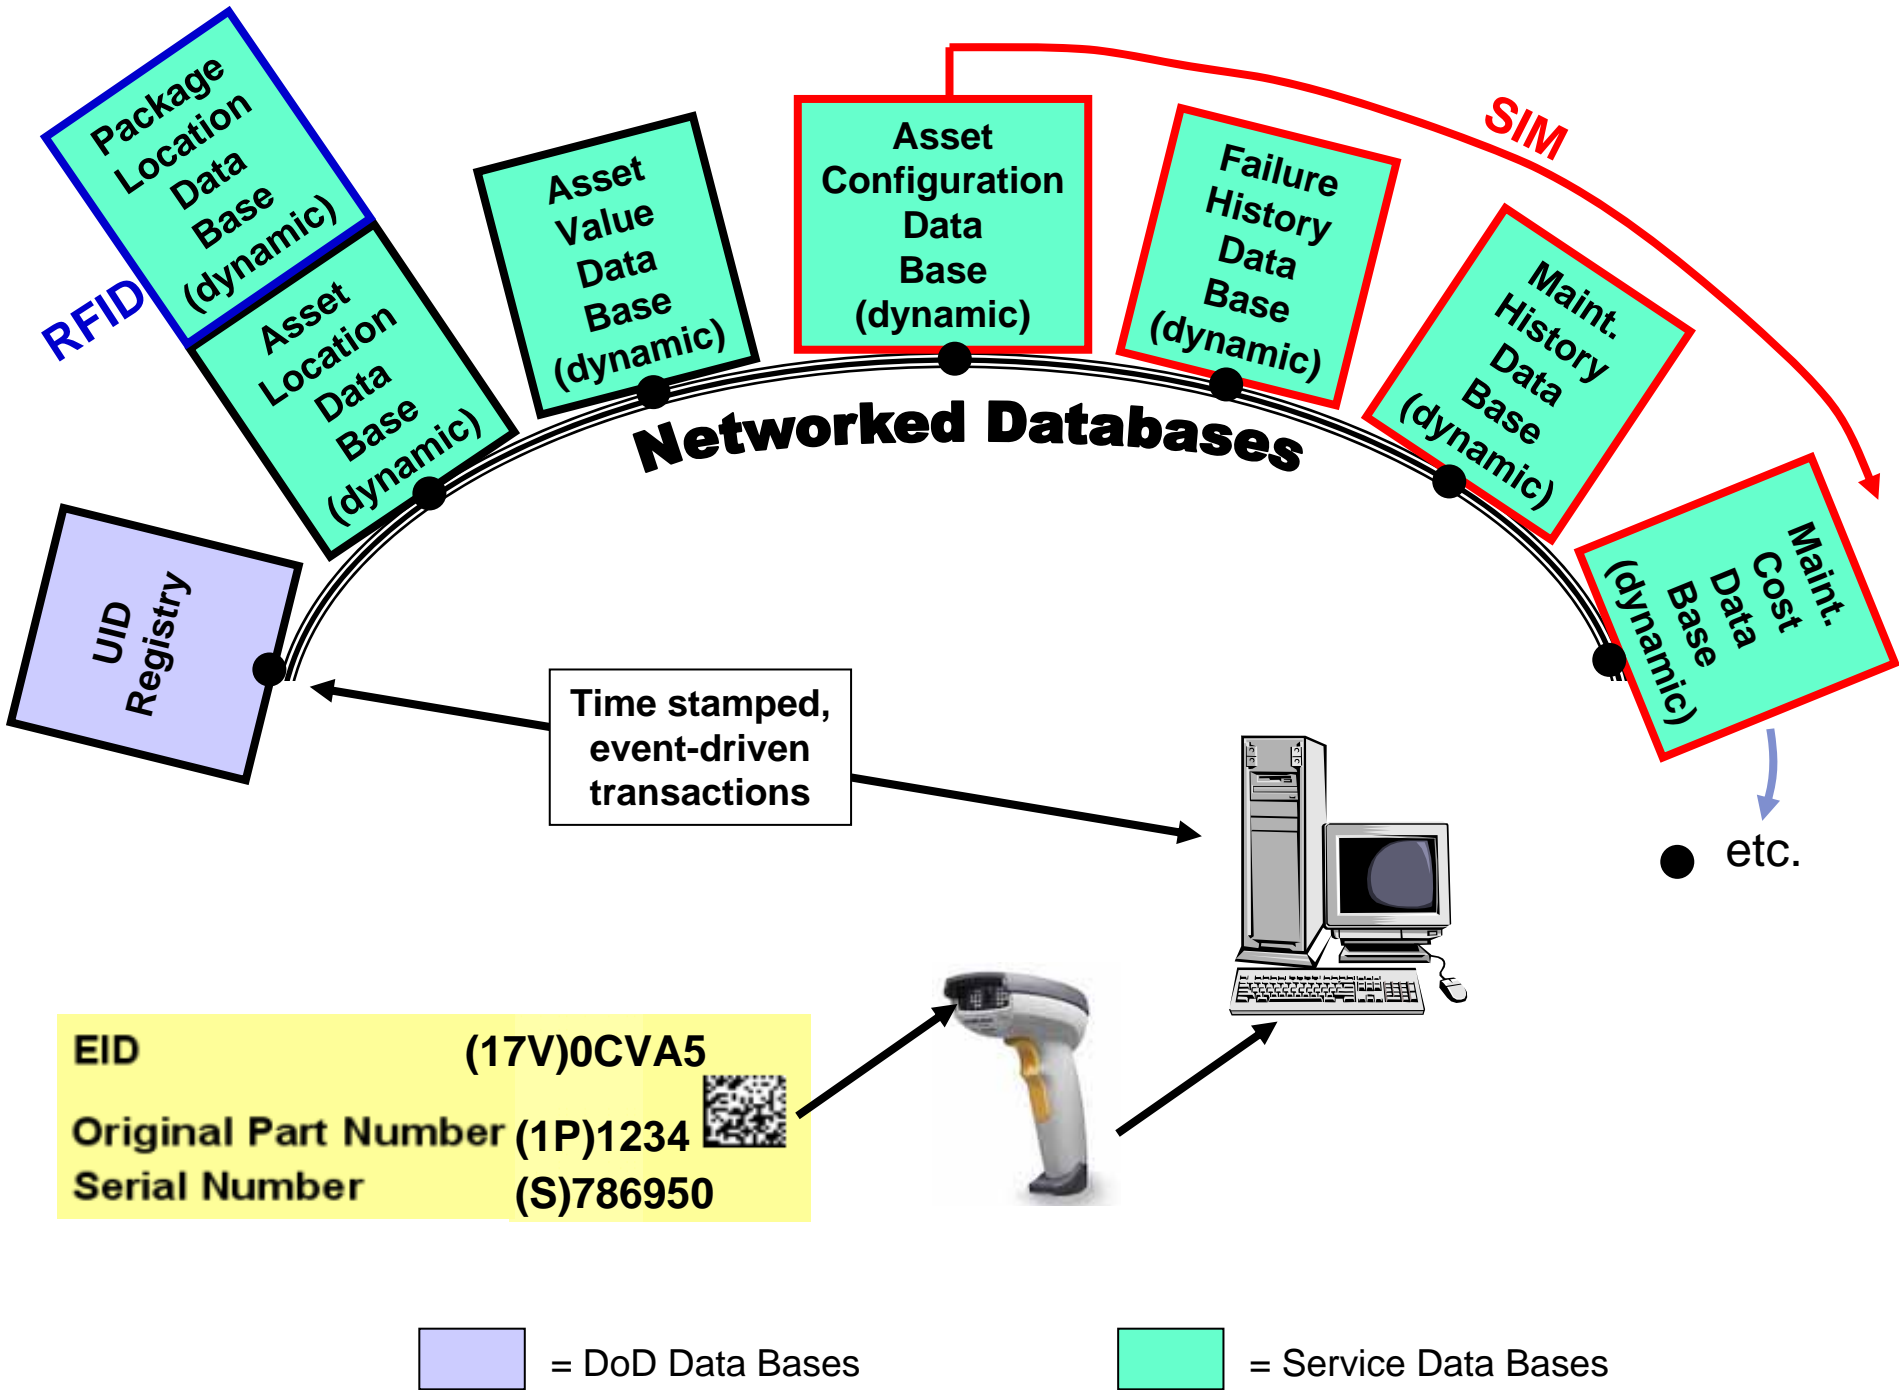 Package
Location
Data
Base
(dynamic)
RFID
Asset
Location
Data
Base
(dynamic)
Asset
Value
Data
Base
(dynamic)
Asset
Configuration
Data
Base
(dynamic)
Failure
History
Data
Base
(dynamic)
SIM
Maint.
History
Data
Base
(dynamic)
Maint.
Cost
Data
Base
(dynamic)
Networked Databases
UID
Registry
Time stamped,
event-driven
transactions
etc.
EID (17V)0CVA5
Original Part Number (1P)1234
Serial Number (S)786950
= DoD Data Bases
= Service Data Bases